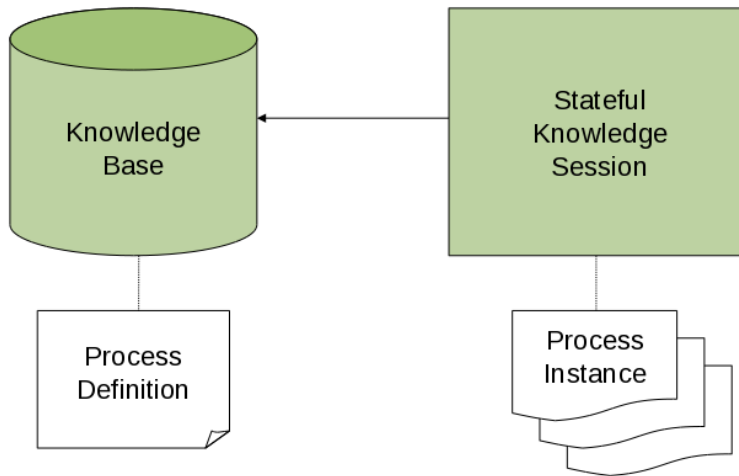 Knowledge
Base
Stateful
Knowledge
Session
Process
Definition
Process
Instance